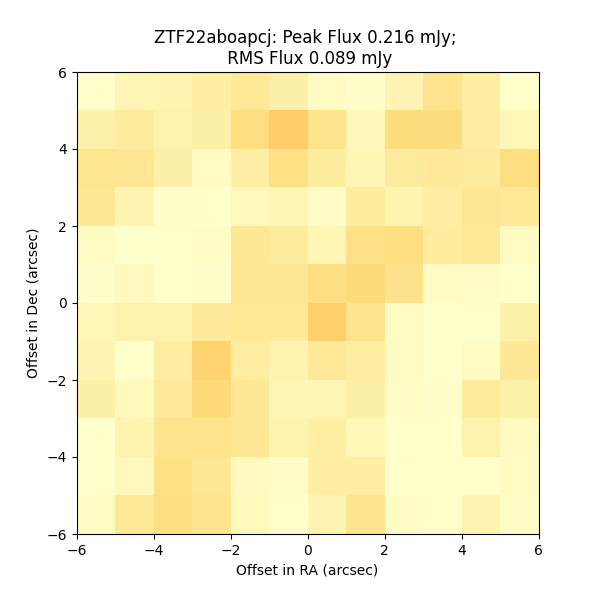 ZTF22aboapcj: Peak Flux 0.216 mJy;
RMS Flux 0.089 mJy
6
4
2
0
−2
−4
−6
Offset in Dec (arcsec)
−6 −4 −2 0 2 4 6
Offset in RA (arcsec)